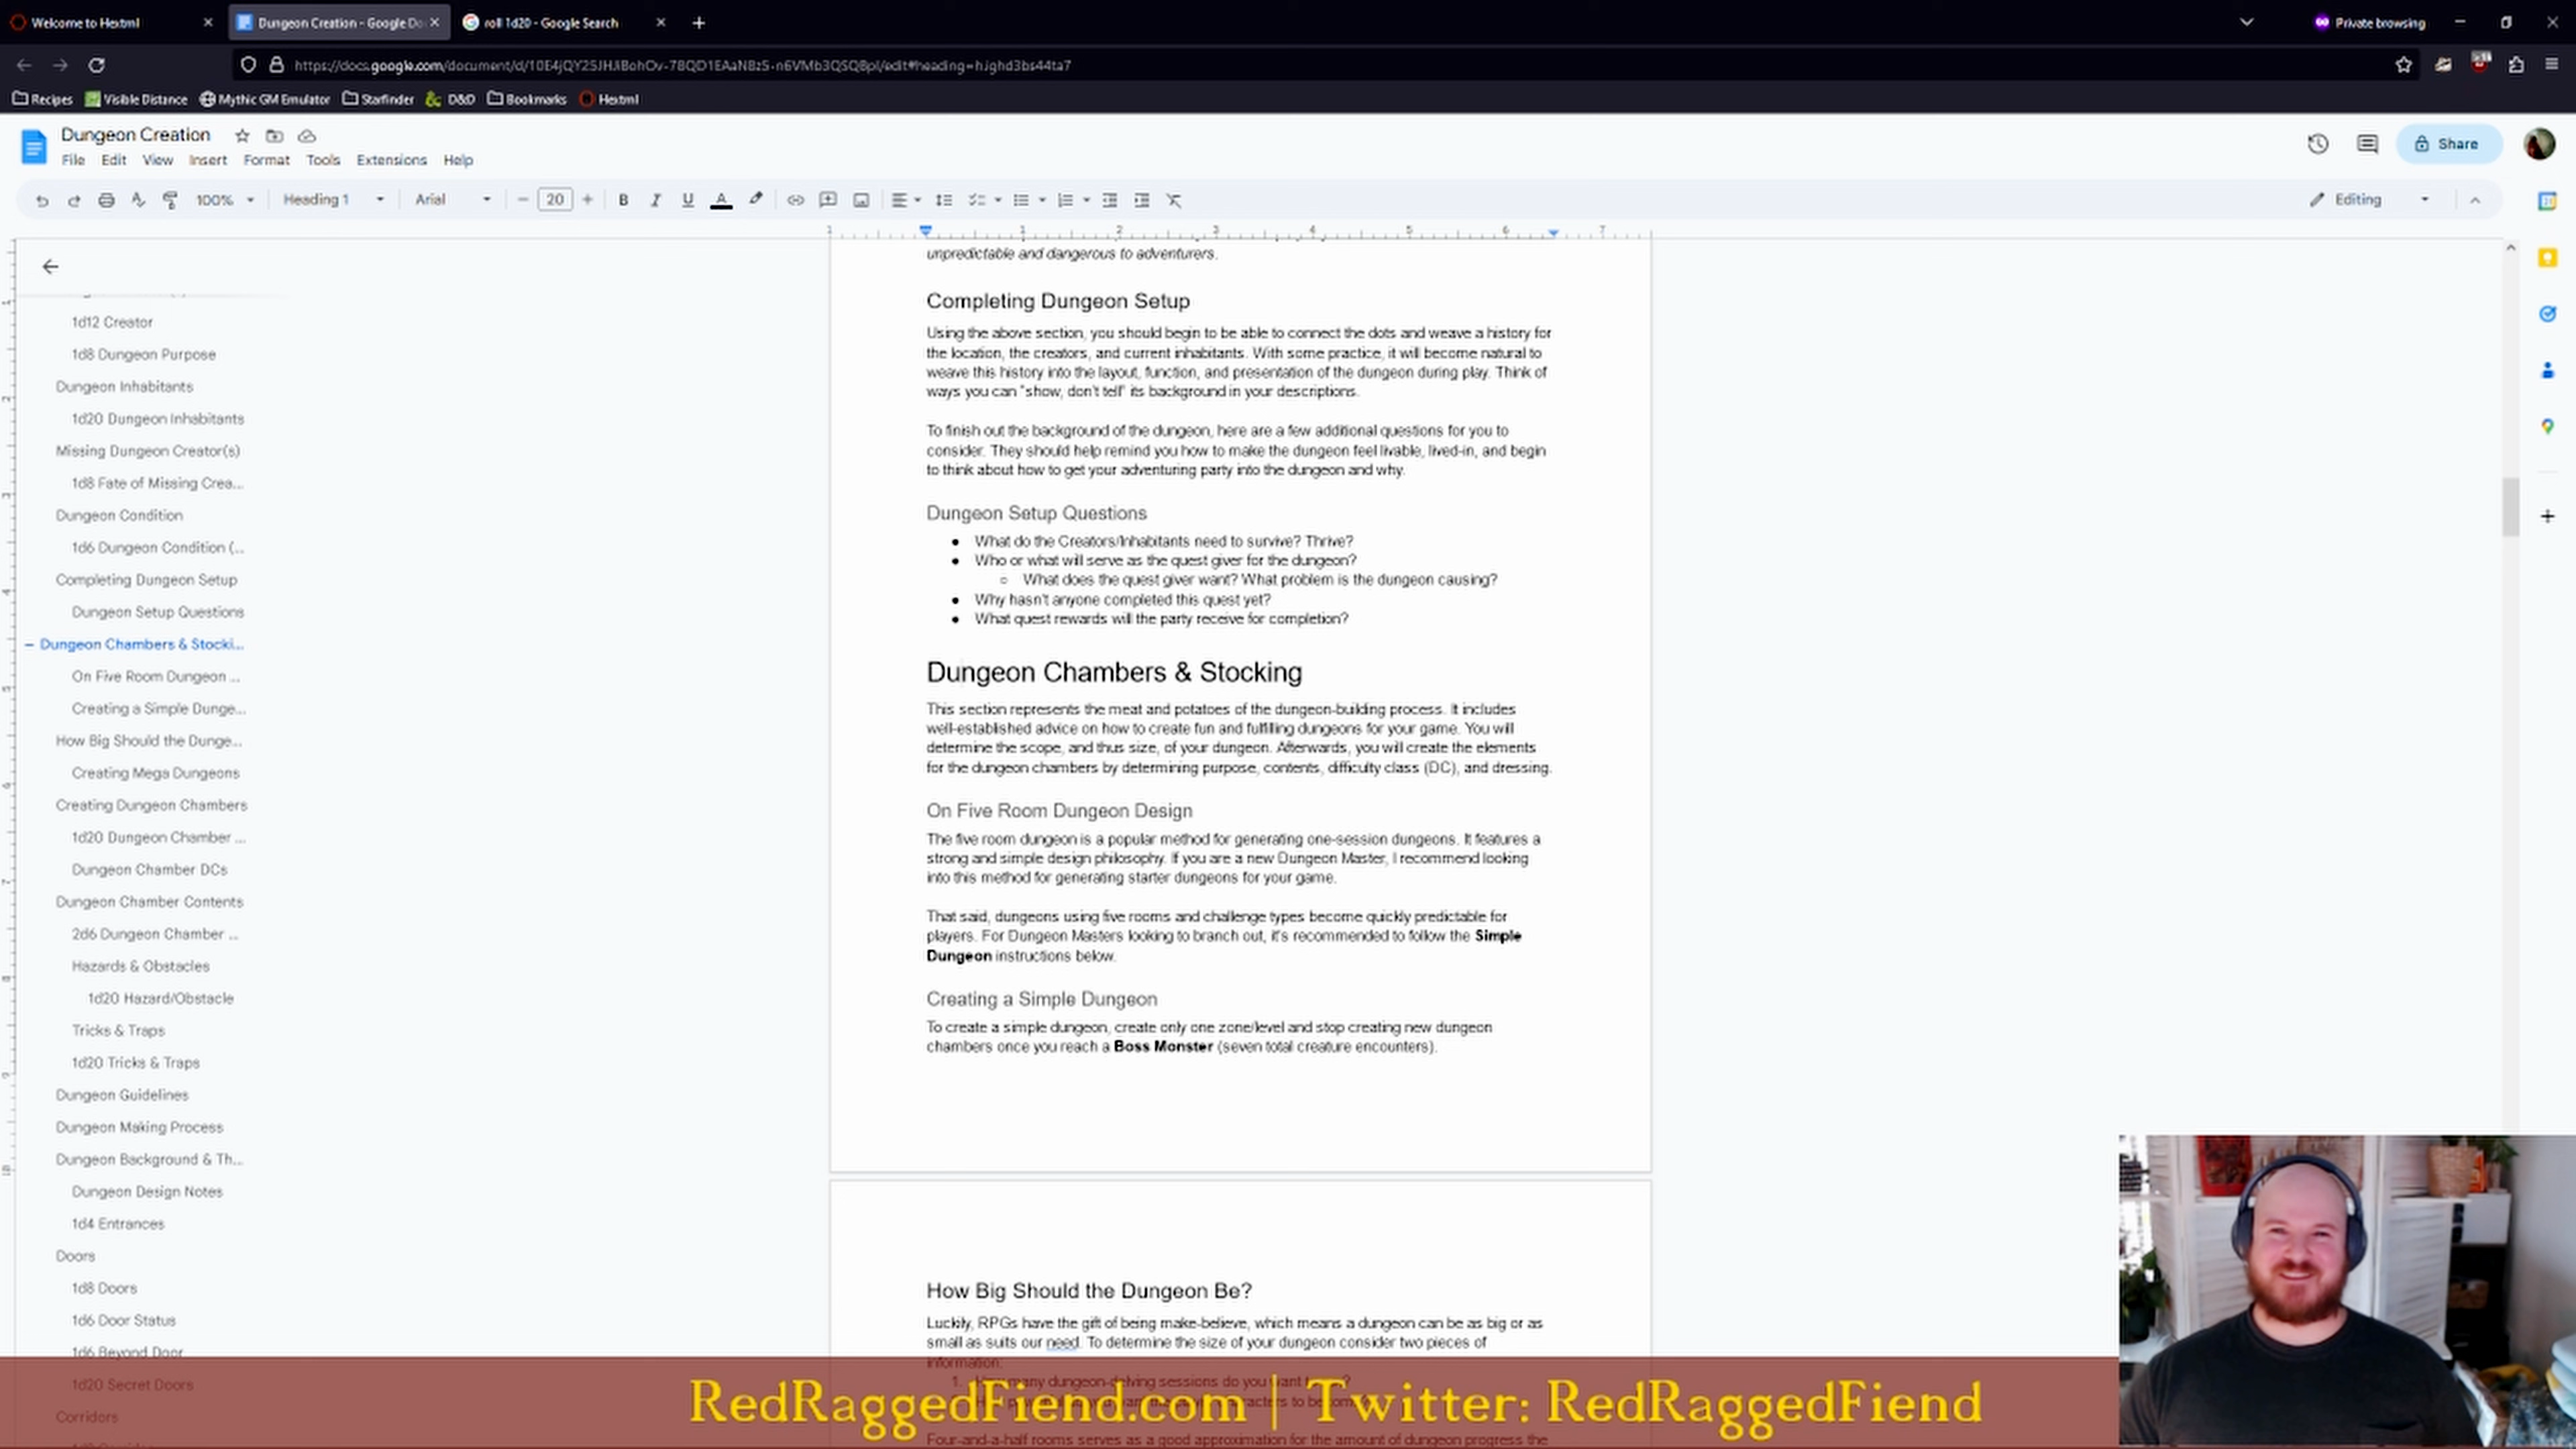 Welcome to Hextml
Dungeon Creation - Google Do
roll 1d20 - Google Search
Private browsing
Recipes
Visible Distance
Mythic GM Emulator
Starfinder
D&D
Bookmarks
Hextml
Dungeon Creation
File Edit View Insert Format Tools Extensions Help
Share
100%
Heading 1
Arial
20
Editing
1d12 Creator
1d8 Dungeon Purpose
Dungeon Inhabitants
1d20 Dungeon Inhabitants
Missing Dungeon Creator(s)
1d8 Fate of Missing Crea...
Dungeon Condition
1d6 Dungeon Condition (...
Completing Dungeon Setup
Dungeon Setup Questions
Dungeon Chambers & Stocki...
On Five Room Dungeon ...
Creating a Simple Dunge...
How Big Should the Dunge...
Creating Mega Dungeons
Creating Dungeon Chambers
1d20 Dungeon Chamber ...
Dungeon Chamber DCs
Dungeon Chamber Contents
2d6 Dungeon Chamber ...
Hazards & Obstacles
1d20 Hazard/Obstacle
Tricks & Traps
1d20 Tricks & Traps
Dungeon Guidelines
Dungeon Making Process
Dungeon Background & Th...
Dungeon Design Notes
1d4 Entrances
Doors
1d8 Doors
1d6 Door Status
1d6 Beyond Door
1d20 Secret Doors
Corridors
unpredictable and dangerous to adventurers.
Completing Dungeon Setup
Using the above section, you should begin to be able to connect the dots and weave a history for
the location, the creators, and current inhabitants. With some practice, it will become natural to
weave this history into the layout, function, and presentation of the dungeon during play. Think of
ways you can "show, don't tell" its background in your descriptions.
To finish out the background of the dungeon, here are a few additional questions for you to
consider. They should help remind you how to make the dungeon feel livable, lived-in, and begin
to think about how to get your adventuring party into the dungeon and why.
Dungeon Setup Questions
● What do the Creators/Inhabitants need to survive? Thrive?
● Who or what will serve as the quest giver for the dungeon?
○ What does the quest giver want? What problem is the dungeon causing?
● Why hasn't anyone completed this quest yet?
● What quest rewards will the party receive for completion?
Dungeon Chambers & Stocking
This section represents the meat and potatoes of the dungeon-building process. It includes
well-established advice on how to create fun and fulfilling dungeons for your game. You will
determine the scope, and thus size, of your dungeon. Afterwards, you will create the elements
for the dungeon chambers by determining purpose, contents, difficulty class (DC), and dressing.
On Five Room Dungeon Design
The five room dungeon is a popular method for generating one-session dungeons. It features a
strong and simple design philosophy. If you are a new Dungeon Master, I recommend looking
into this method for generating starter dungeons for your game.
That said, dungeons using five rooms and challenge types become quickly predictable for
players. For Dungeon Masters looking to branch out, it's recommended to follow the Simple
Dungeon instructions below.
Creating a Simple Dungeon
To create a simple dungeon, create only one zone/level and stop creating new dungeon
chambers once you reach a Boss Monster (seven total creature encounters).
How Big Should the Dungeon Be?
Luckily, RPGs have the gift of being make-believe, which means a dungeon can be as big or as
small as suits our need. To determine the size of your dungeon consider two pieces of
information:
many dungeon-delving sessions do you want
Four-and-a-half rooms serves as a good approximation for the amount of dungeon progress the
RedRaggedFiend.com | Twitter: RedRaggedFiend